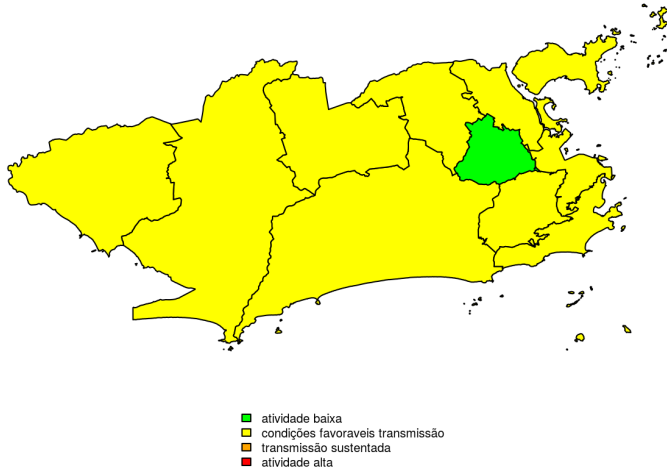 atividade baixa
condições favoraveis transmissão
transmissão sustentada
atividade alta